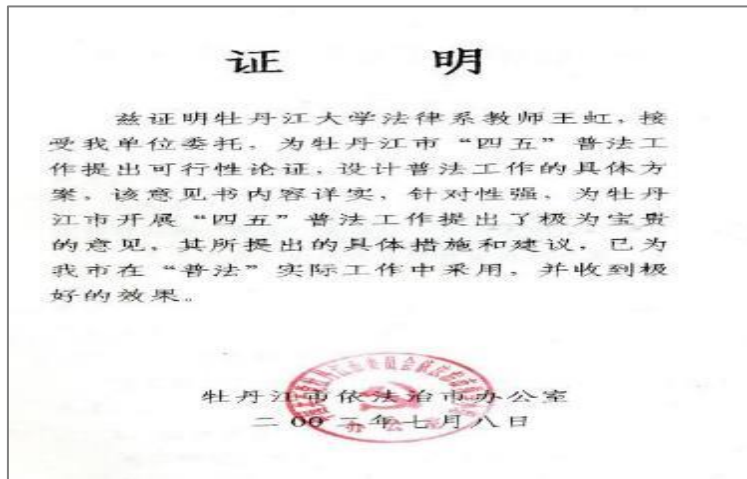 证 明
兹证明牡丹江大学法律系教师王虹，接
受我单位委托，为牡丹江市“四五”普法工
作提出可行性论证，设计普法工作的具体方
案。该意见书内容详实，针对性强，为牡丹
江市开展“四五”普法工作提出了极为宝贵
的意见。其所提出的具体措施和建议，已为
我市在“普法”实际工作中采用，并收到极
好的效果。
牡丹江市依法治市办公室
二00二年七月八日
办公室